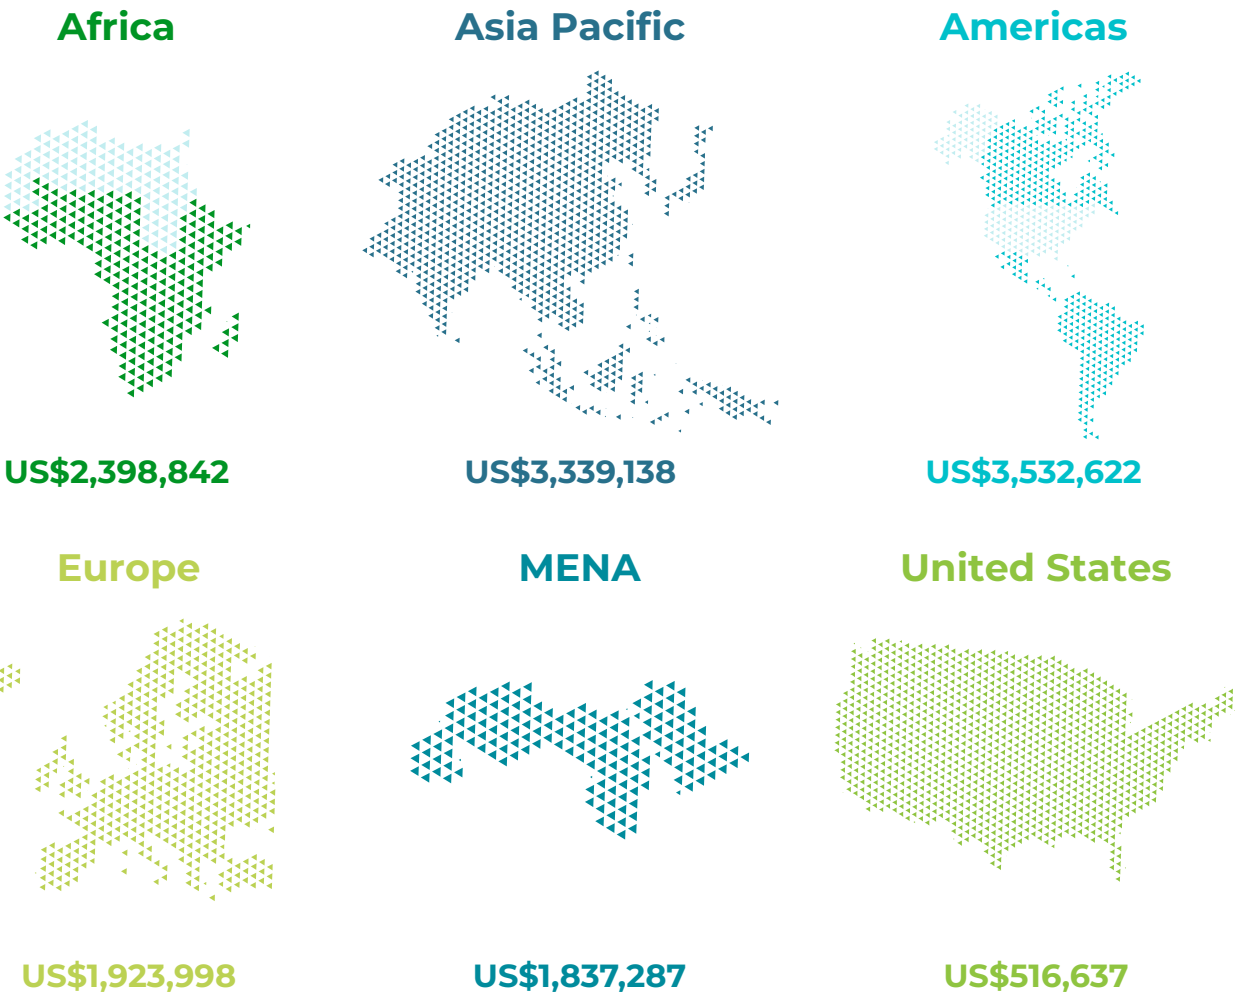 Africa
Asia Pacific
Americas
US$2,398,842
US$3,339,138
US$3,532,622
Europe
MENA
United States
US$1,923,998
US$1,837,287
US$516,637